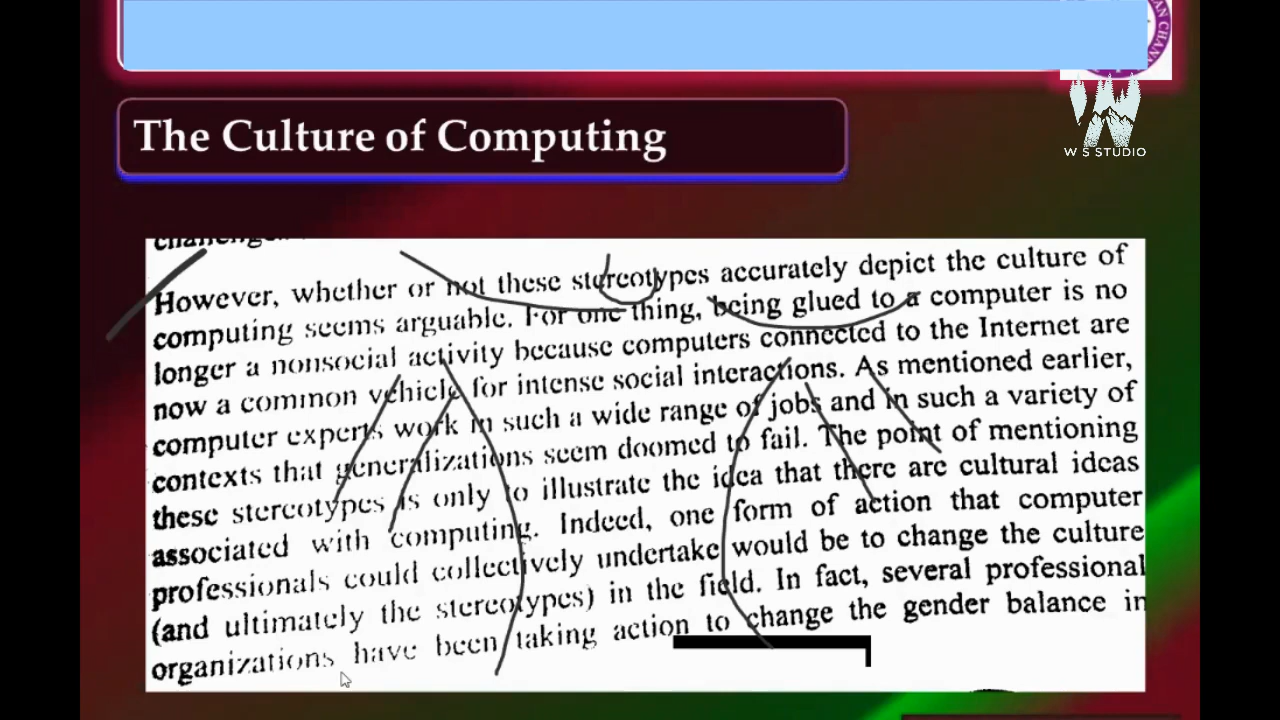 AN CHAN
W S STUDIO
The Culture of Computing
However, whether or not these stereotypes accurately depict the culture of
computing seems arguable. For one thing, being glued to a computer is no
longer a nonsocial activity because computers connected to the Internet are
now a common vehicle for intense social interactions. As mentioned earlier,
computer experts work in such a wide range of jobs and in such a variety of
contexts that generalizations seem doomed to fail. The point of mentioning
these stereotypes is only to illustrate the idea that there are cultural ideas
associated with computing. Indeed, one form of action that computer
professionals could collectively undertake would be to change the culture
(and ultimately the stereotypes) in the field. In fact, several professional
organizations have been taking action to change the gender balance in